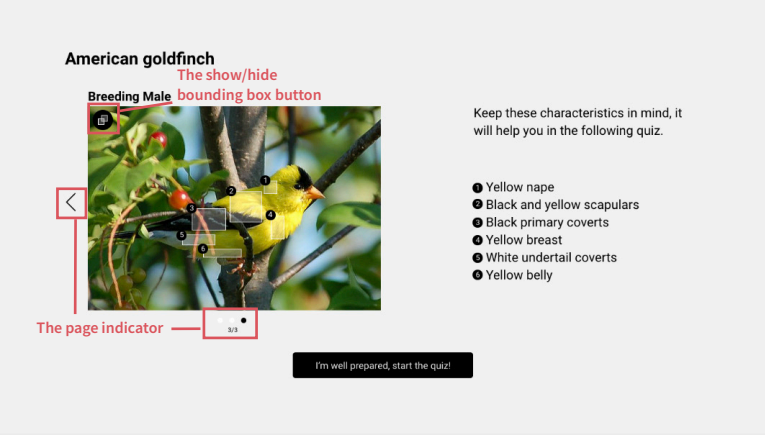 American goldfinch
The show/hide
bounding box button
Breeding Male
Keep these characteristics in mind, it
will help you in the following quiz.
1 Yellow nape
2 Black and yellow scapulars
3 Black primary coverts
4 Yellow breast
5 White undertail coverts
6 Yellow belly
1
2
3
4
5
6
The page indicator
3/3
I'm well prepared, start the quiz!